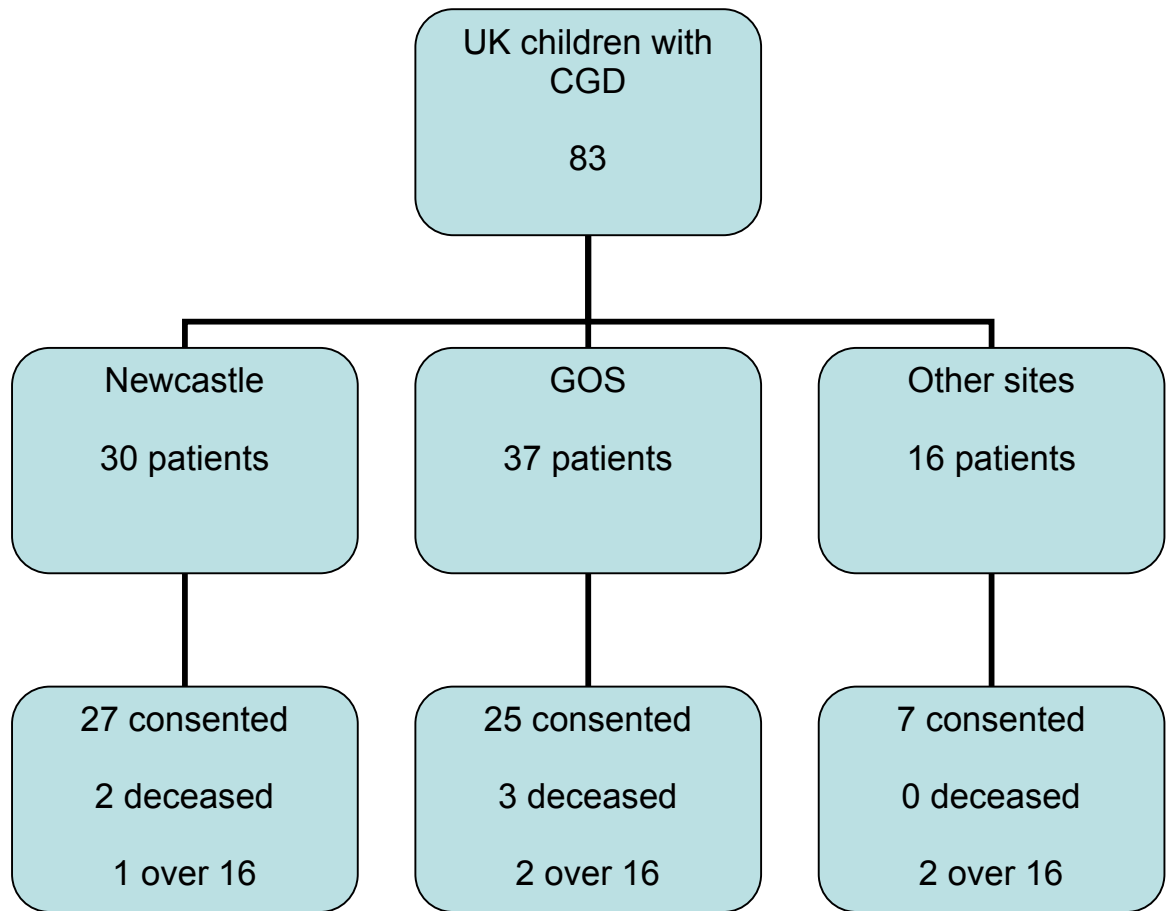 UK children with
CGD
83
Newcastle
30 patients
GOS
37 patients
Other sites
16 patients
27 consented
2 deceased
1 over 16
25 consented
3 deceased
2 over 16
7 consented
0 deceased
2 over 16